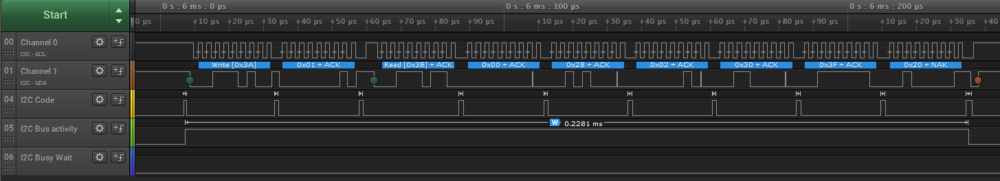 Start
0 s : 6 ms : 0 µs
0 s : 6 ms : 100 µs
0 s : 6 ms : 200 µs
0 µs
+10 µs +20 µs +30 µs +40 µs +50 µs +60 µs +70 µs +80 µs +90 µs
+10 µs +20 µs +30 µs +40 µs +50 µs +60 µs +70 µs +80 µs +90 µs
+10 µs +20 µs +30 µs +40
00 Channel 0
I2C - SCL
Write [0x3A] 0x01 + ACK Read [0x3B] + ACK 0x00 + ACK 0x28 + ACK 0x02 + ACK 0x30 + ACK 0x3F + ACK 0x20 + NAK
01 Channel 1
I2C - SDA
04 I2C Code
05 I2C Bus activity
W 0.2281 ms
06 I2C Busy Wait